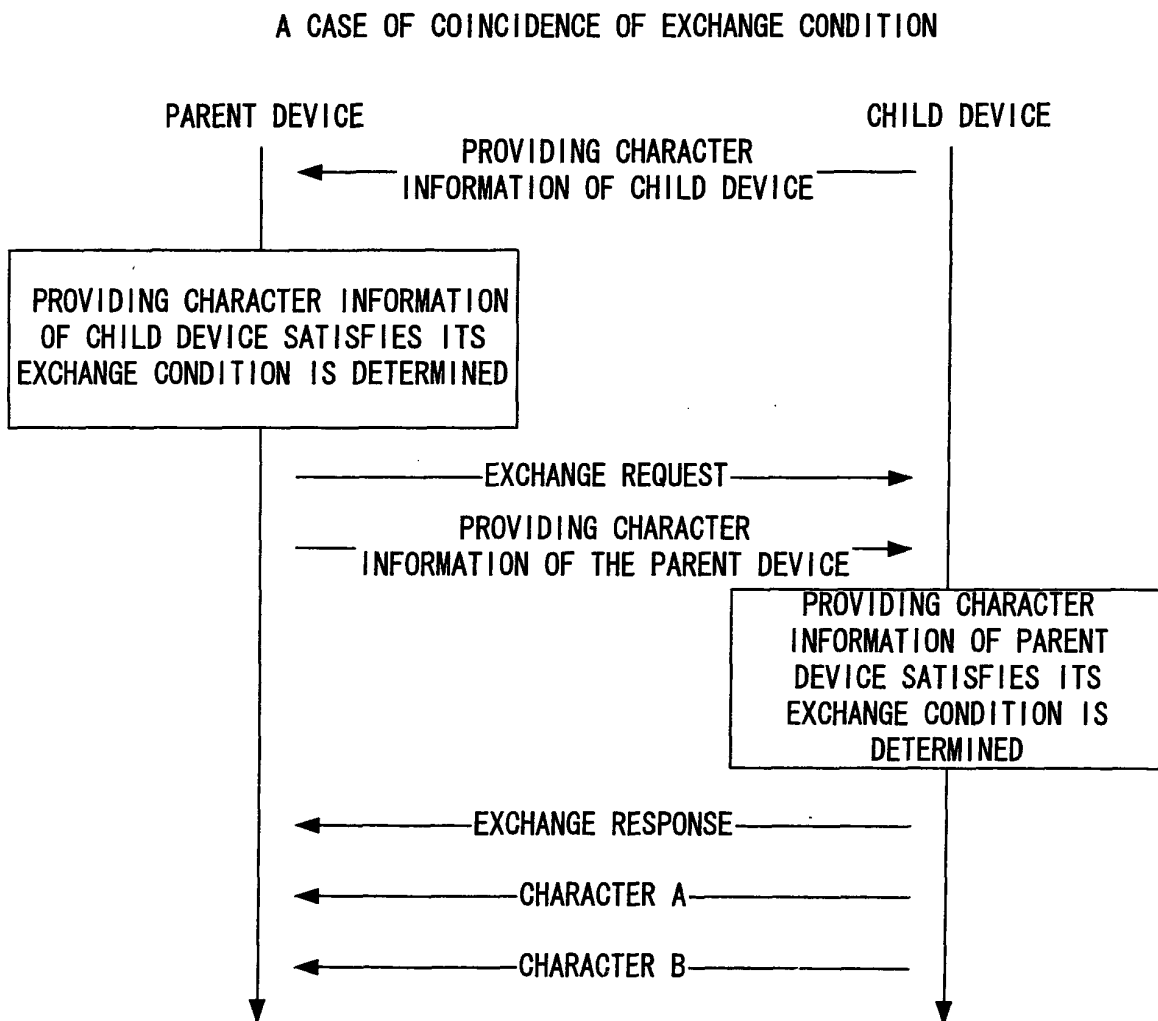 A CASE OF COINCIDENCE OF EXCHANGE CONDITION
PARENT DEVICE
CHILD DEVICE
PROVIDING CHARACTER
INFORMATION OF CHILD DEVICE
PROVIDING CHARACTER INFORMATION
OF CHILD DEVICE SATISFIES ITS
EXCHANGE CONDITION IS DETERMINED
EXCHANGE REQUEST
PROVIDING CHARACTER
INFORMATION OF THE PARENT DEVICE
PROVIDING CHARACTER
INFORMATION OF PARENT
DEVICE SATISFIES ITS
EXCHANGE CONDITION IS
DETERMINED
EXCHANGE RESPONSE
CHARACTER A
CHARACTER B